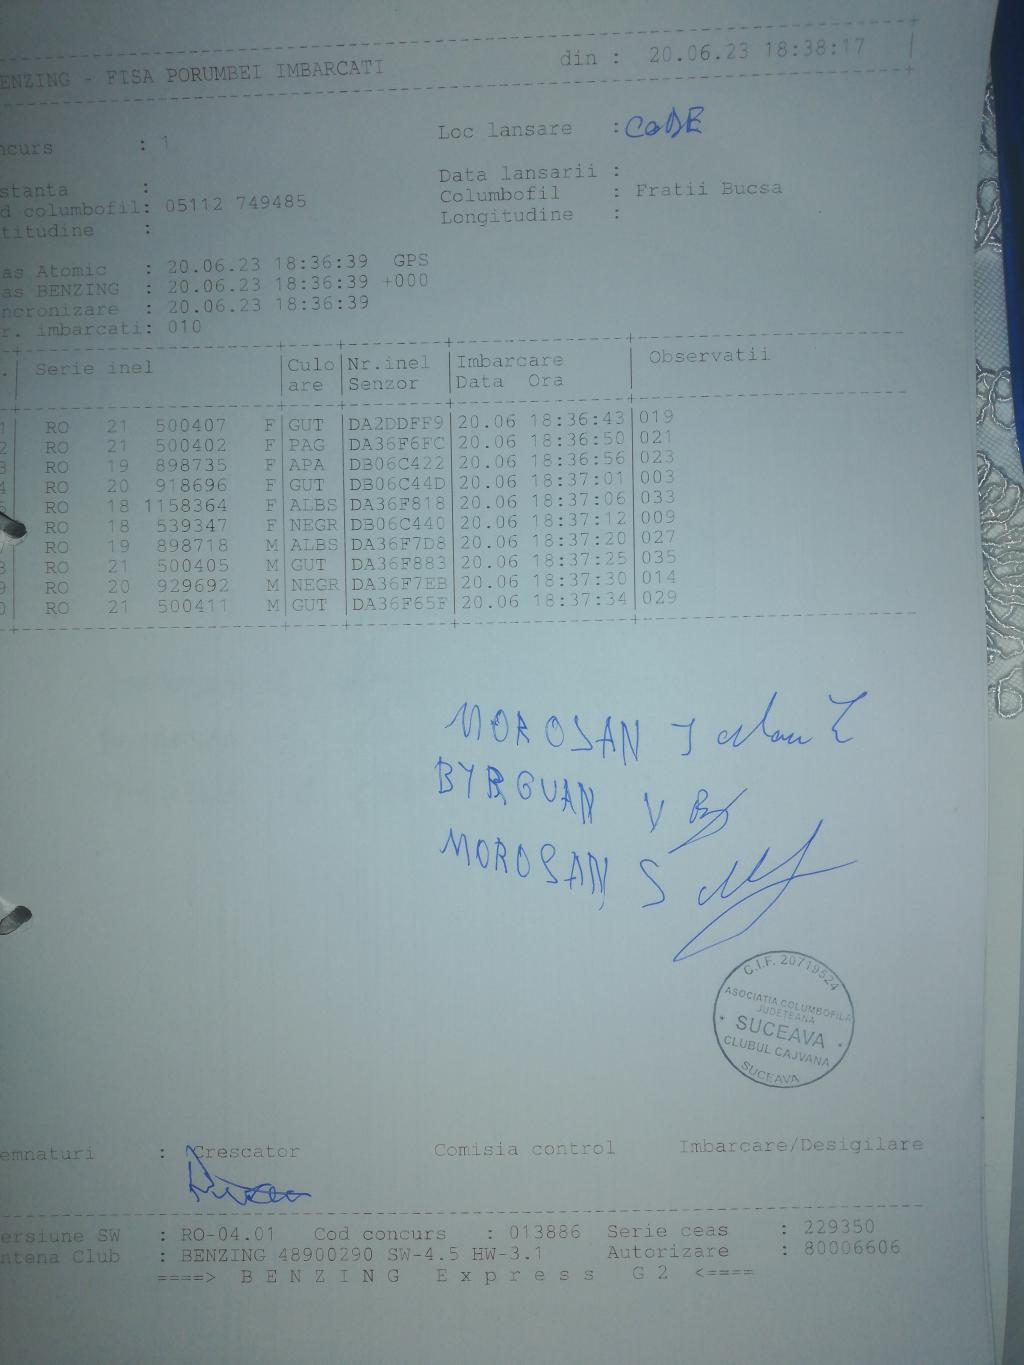 ENZING - FISA PORUMBEI IMBARCATI din : 20.06.23 18:38:17
ncurs : 1 Loc lansare : CODE
stanta : Data lansarii :
d columbofil: 05112 749485 Columbofil : Fratii Bucsa
titudine : Longitudine :
as Atomic : 20.06.23 18:36:39 GPS
as BENZING : 20.06.23 18:36:39 +000
ncronizare : 20.06.23 18:36:39
r. imbarcati: 010
. Serie inel Culo Nr.inel Imbarcare Observatii
are Senzor Data Ora
1 RO 21 500407 F GUT DA2DDFF9 20.06 18:36:43 019
2 RO 21 500402 F PAG DA36F6FC 20.06 18:36:50 021
3 RO 19 898735 F APA DB06C422 20.06 18:36:56 023
4 RO 20 918696 F GUT DB06C44D 20.06 18:37:01 003
5 RO 18 1158364 F ALBS DA36F818 20.06 18:37:06 033
RO 18 539347 F NEGR DB06C440 20.06 18:37:12 009
RO 19 898718 M ALBS DA36F7D8 20.06 18:37:20 027
8 RO 21 500405 M GUT DA36F883 20.06 18:37:25 035
9 RO 20 929692 M NEGR DA36F7EB 20.06 18:37:30 014
0 RO 21 500411 M GUT DA36F65F 20.06 18:37:34 029
MOROSAN I
BYRGUAN V
MOROSAN S
C.I.F. 20719524
ASOCIATIA COLUMBOFILA
JUDETEANA
SUCEAVA
CLUBUL CAJVANA
SUCEAVA
emnaturi : Crescator Comisia control Imbarcare/Desigilare
ersiune SW : RO-04.01 Cod concurs : 013886 Serie ceas : 229350
ntena Club : BENZING 48900290 SW-4.5 HW-3.1 Autorizare : 80006606
====> B E N Z I N G E x p r e s s G 2 <====